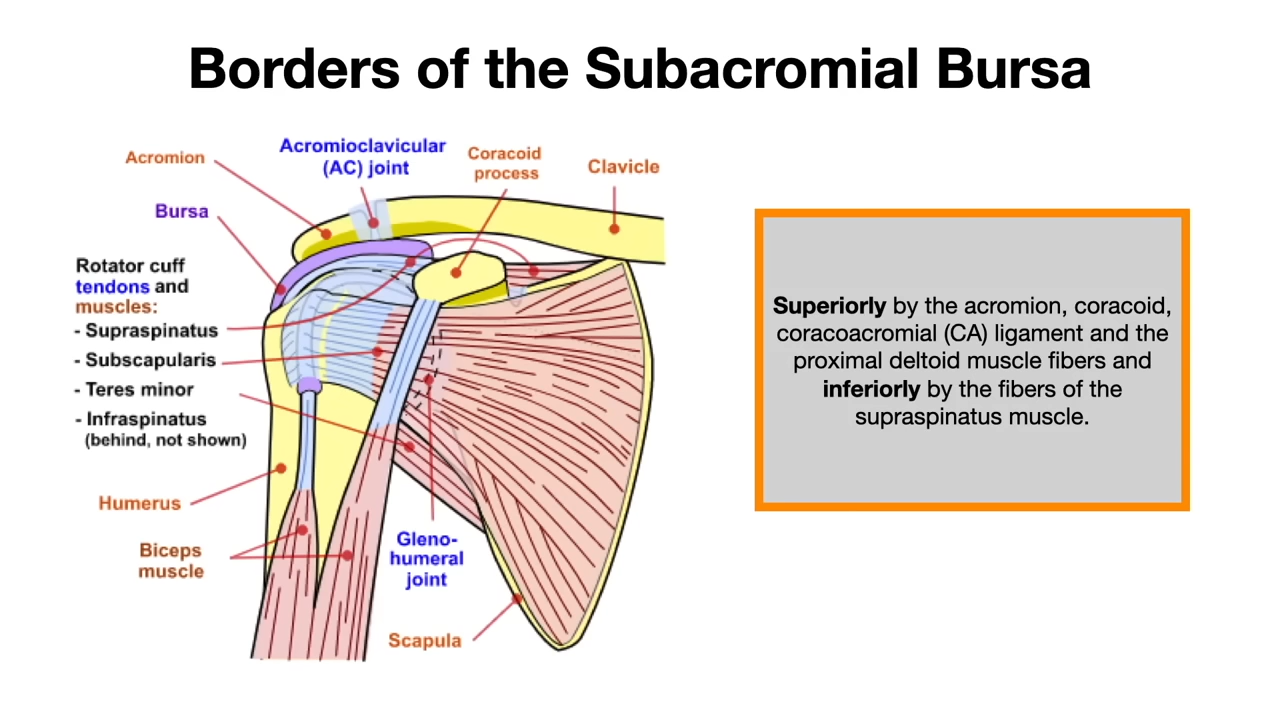 Borders of the Subacromial Bursa
Acromion
Acromioclavicular
(AC) joint
Coracoid
process
Clavicle
Bursa
Rotator cuff
tendons and
muscles:
- Supraspinatus
- Subscapularis
- Teres minor
- Infraspinatus
(behind, not shown)
Humerus
Biceps
muscle
Gleno-
humeral
joint
Scapula
Superiorly by the acromion, coracoid,
coracoacromial (CA) ligament and the
proximal deltoid muscle fibers and
inferiorly by the fibers of the
supraspinatus muscle.